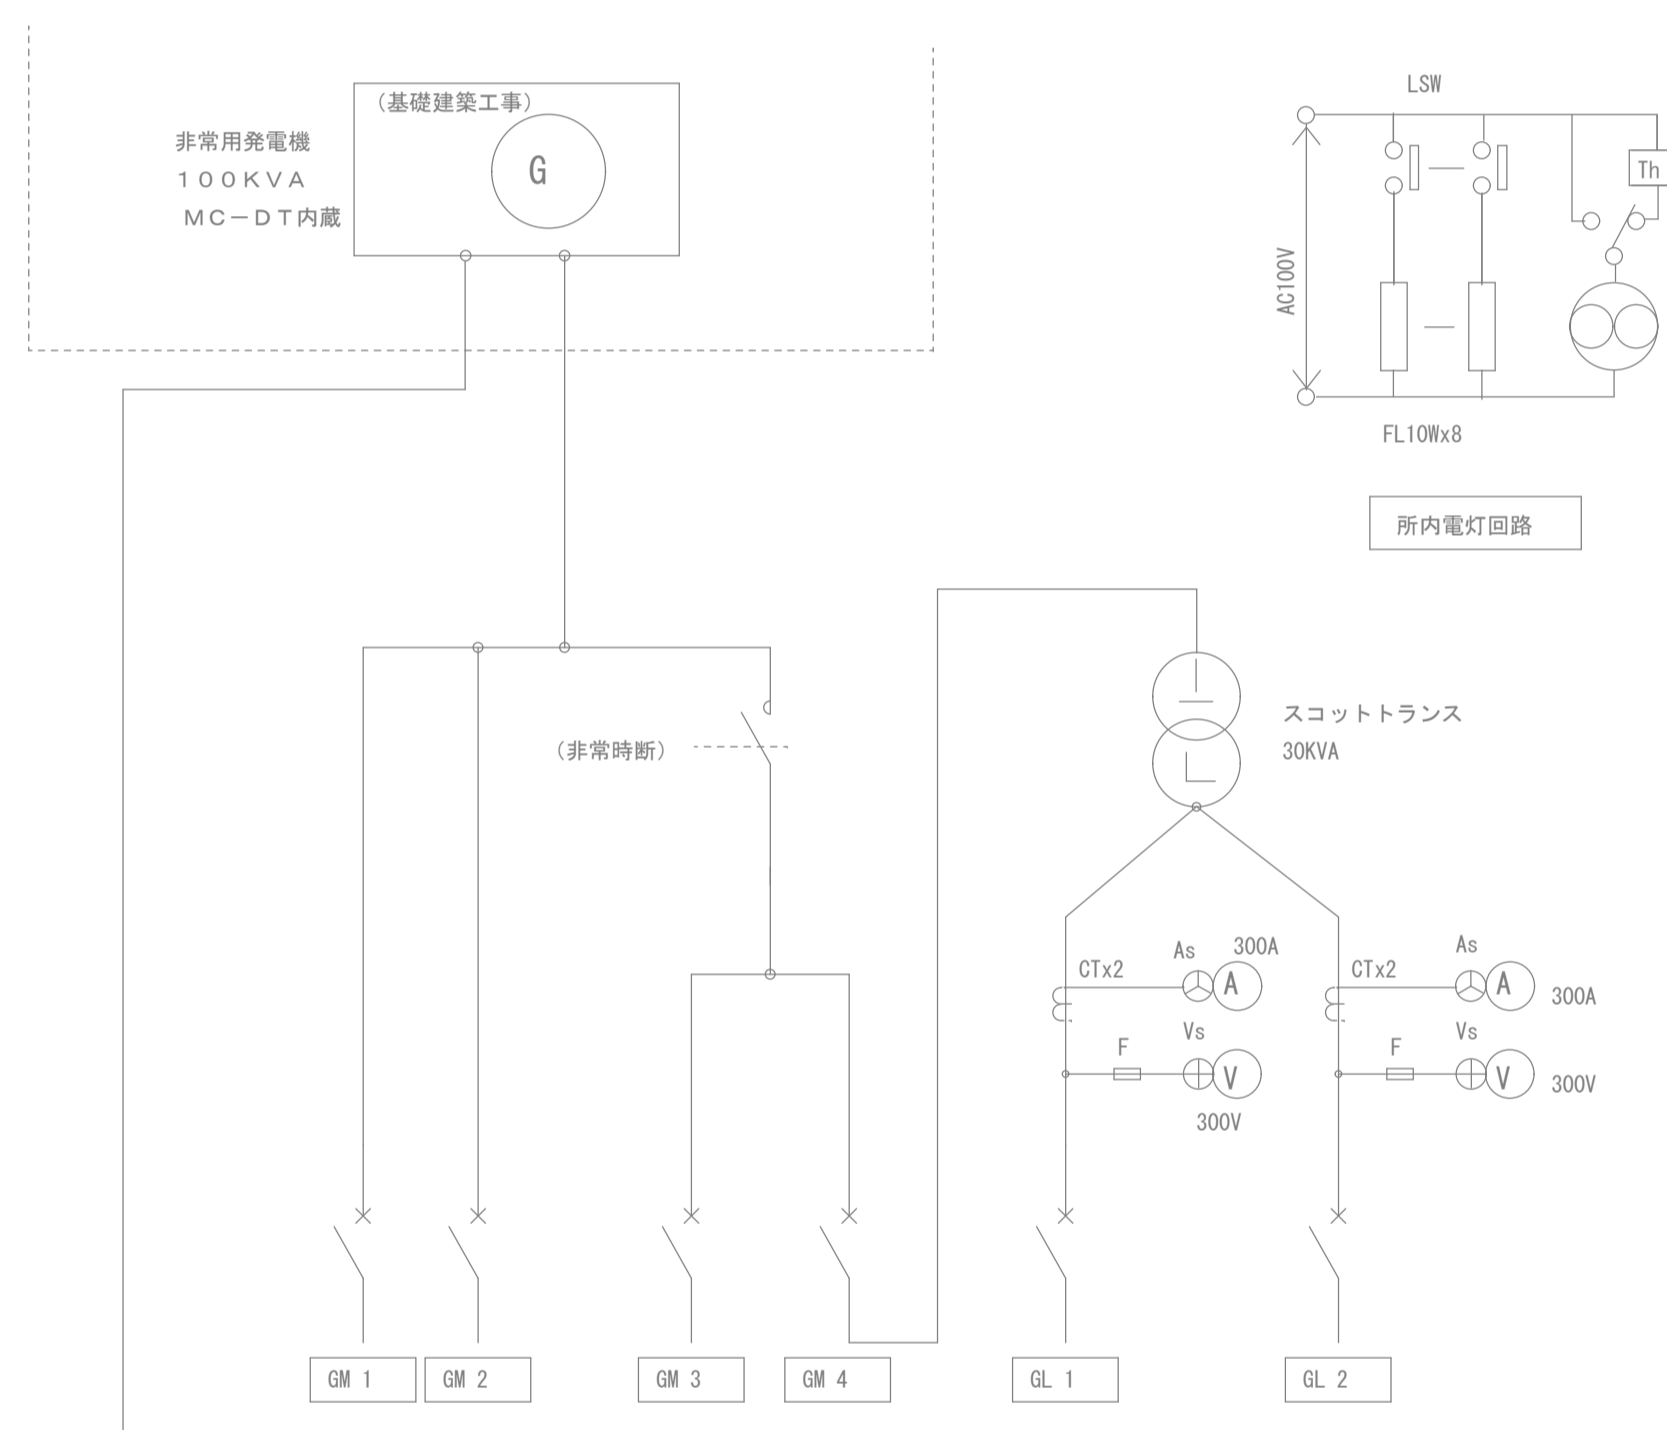 (基礎建築工事)
G
非常用発電機
100KVA
MC-DT内蔵
LSW
Th
AC100V
FL10Wx8
所内電灯回路
スコットトランス
30KVA
(非常時断)
CTx2
As
300A
A
Vs
F
V
300V
CTx2
As
A
300A
Vs
F
V
300V
GM 1
GM 2
GM 3
GM 4
GL 1
GL 2